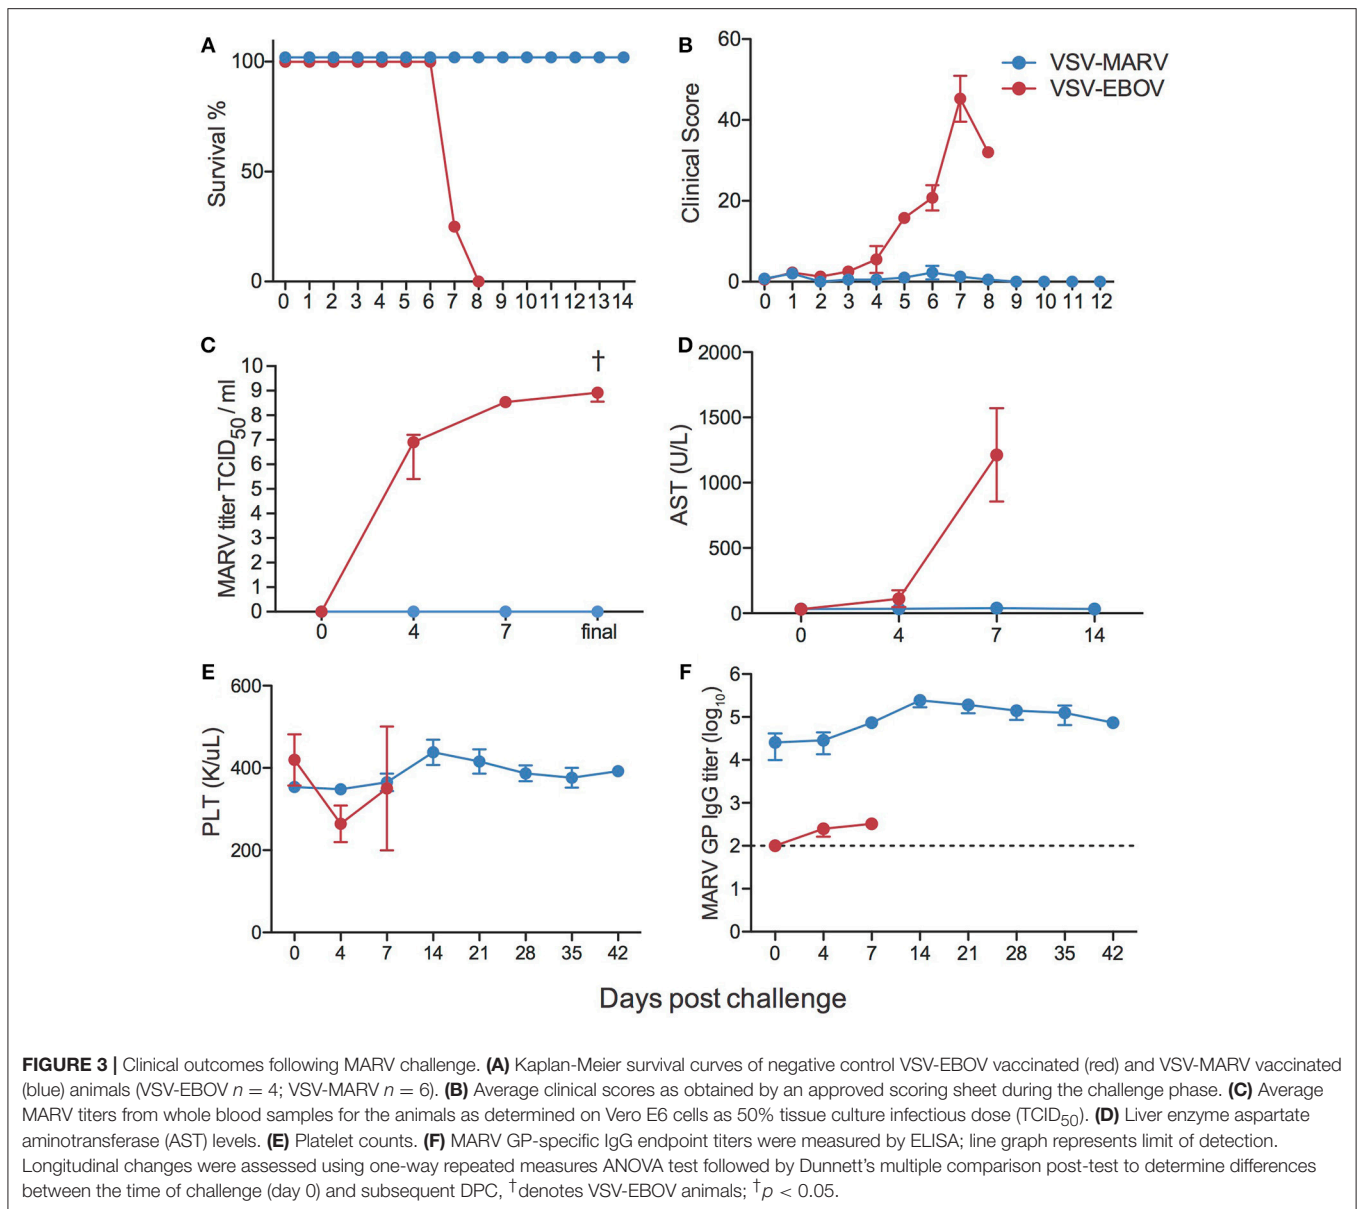 A
Survival %
100
50
0
0 1 2 3 4 5 6 7 8 9 10 11 12 13 14
B
Clinical Score
60
40
20
0
0 1 2 3 4 5 6 7 8 9 10 11 12
VSV-MARV
VSV-EBOV
C
MARV titer TCID50 / ml
10
9
8
7
6
5
4
3
2
1
0
†
0 4 7 final
D
AST (U/L)
2000
1500
1000
500
0
0 4 7 14
E
PLT (K/uL)
600
400
200
0
0 4 7 14 21 28 35 42
F
MARV GP IgG titer (log10)
6
5
4
3
2
1
0
0 4 7 14 21 28 35 42
Days post challenge
FIGURE 3 | Clinical outcomes following MARV challenge. (A) Kaplan-Meier survival curves of negative control VSV-EBOV vaccinated (red) and VSV-MARV vaccinated
(blue) animals (VSV-EBOV n = 4; VSV-MARV n = 6). (B) Average clinical scores as obtained by an approved scoring sheet during the challenge phase. (C) Average
MARV titers from whole blood samples for the animals as determined on Vero E6 cells as 50% tissue culture infectious dose (TCID50). (D) Liver enzyme aspartate
aminotransferase (AST) levels. (E) Platelet counts. (F) MARV GP-specific IgG endpoint titers were measured by ELISA; line graph represents limit of detection.
Longitudinal changes were assessed using one-way repeated measures ANOVA test followed by Dunnett's multiple comparison post-test to determine differences
between the time of challenge (day 0) and subsequent DPC, †denotes VSV-EBOV animals; †p < 0.05.